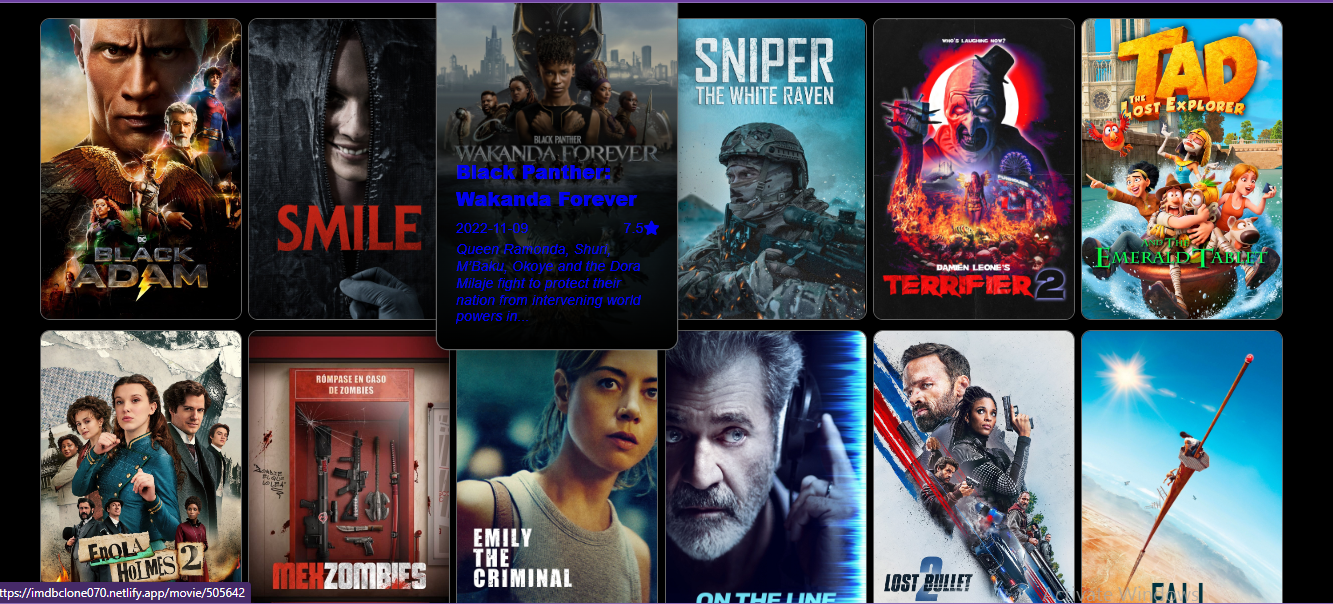 WHO'S LAUGHING NOW?
SNIPER
THE WHITE RAVEN
TAD
THE LOST EXPLORER
AND THE
EMERALD TABLET
DC
BLACK
ADAM
SMILE
BLACK PANTHER
WAKANDA FOREVER
Black Panther:
Wakanda Forever
2022-11-09 7.5
Queen Ramonda, Shuri,
M'Baku, Okoye and the Dora
Milaje fight to protect their
nation from intervening world
powers in...
DAMIEN LEONE'S
TERRIFIER 2
ENOLA
HOLMES 2
RÓMPASE EN CASO
DE ZOMBIES
MEXZOMBIES
EMILY
THE
CRIMINAL
ON THE LINE
LOST BULLET
2
FALL
ttps://imdbclone070.netlify.app/movie/505642